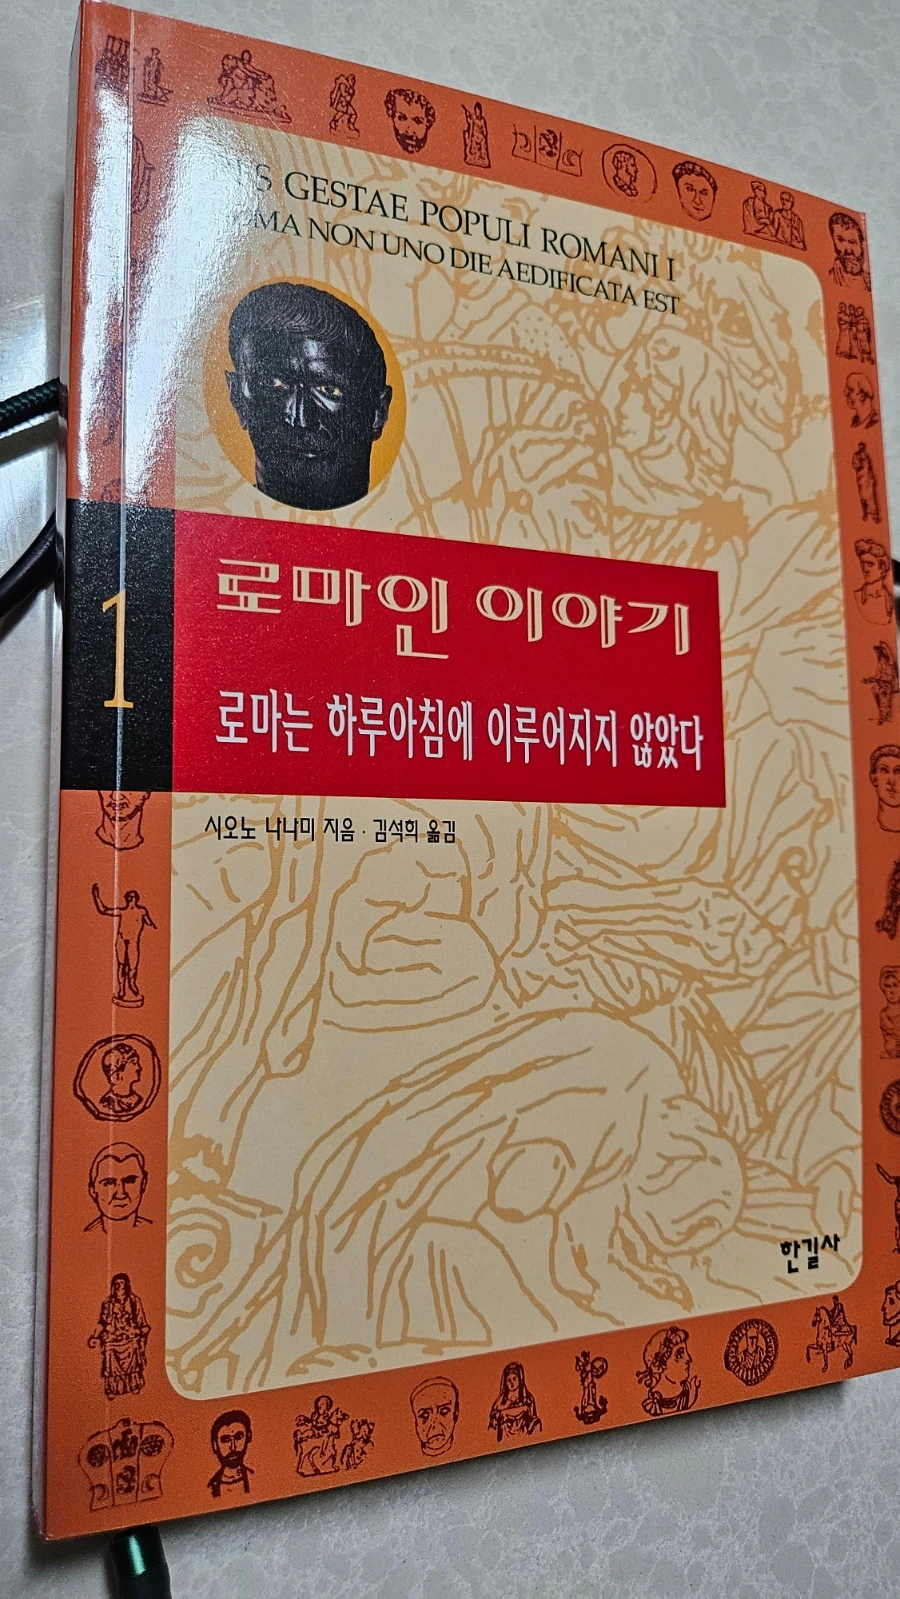 GESTAE POPULI ROMANI I
NON UNO DIE AEDIFICATA EST
1
로마인 이야기
로마는 하루아침에 이루어지지 않았다
시오노 나나미 지음 · 김석희 옮김
한길사